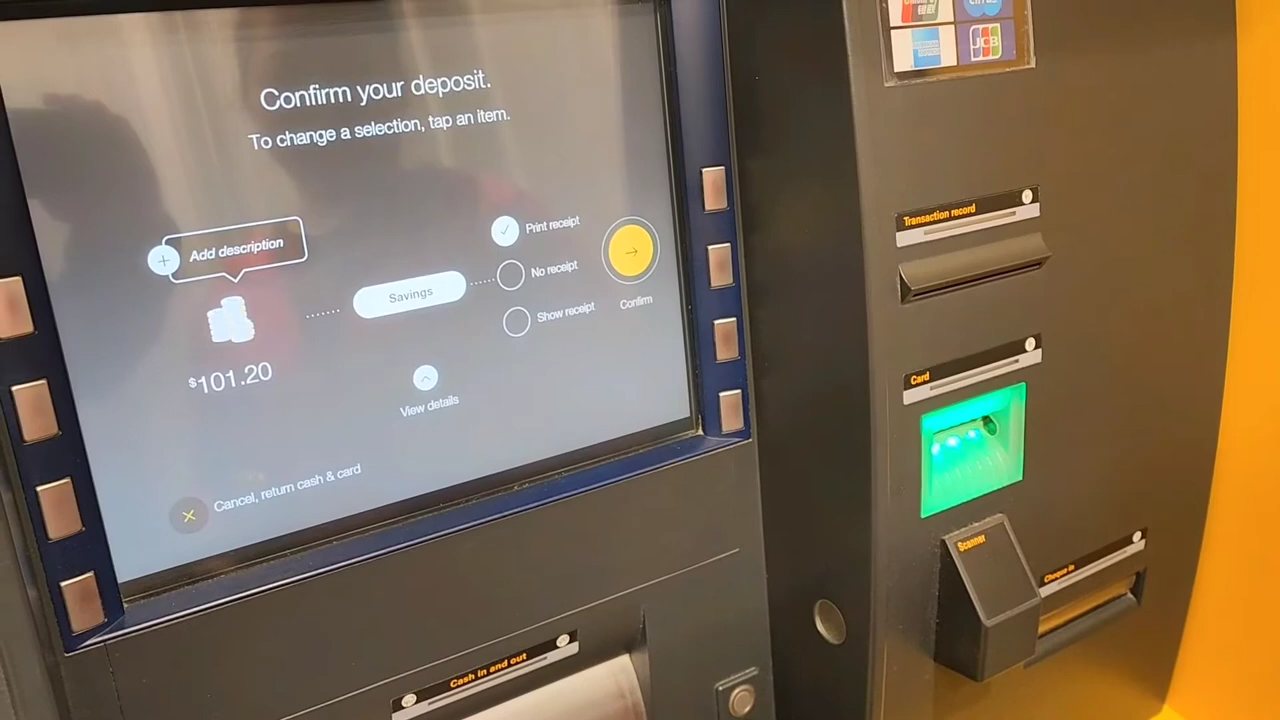 Confirm your deposit.
To change a selection, tap an item.
Add description
Print receipt
No receipt
Savings
Show receipt
Confirm
$101.20
View details
Cancel, return cash & card
Cash in and out
JCB
Transaction record
Card
Scanner
Cheque in